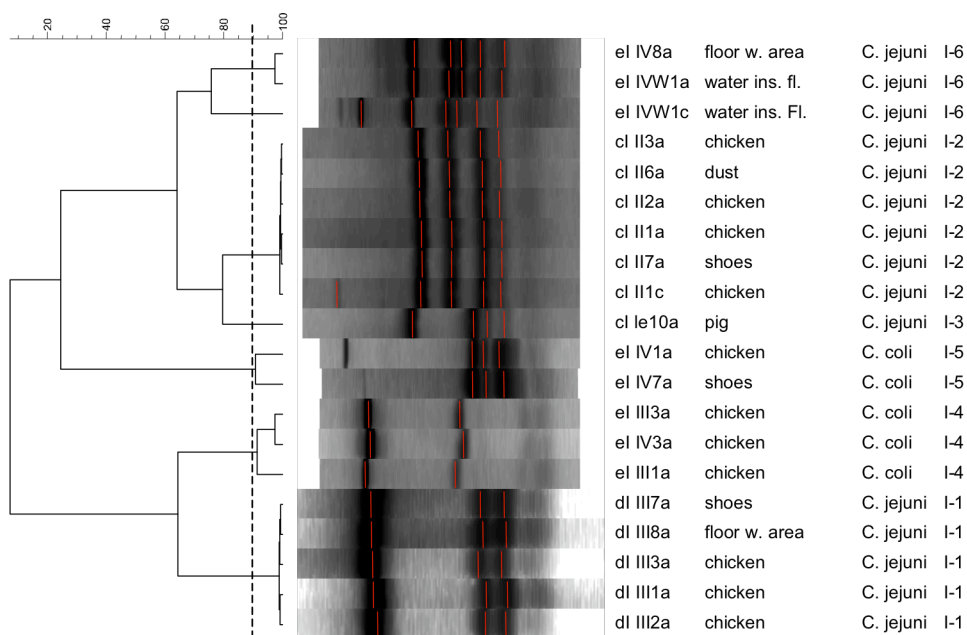 20 40 60 80 100
eI IV8a floor w. area C. jejuni I-6
eI IVW1a water ins. fl. C. jejuni I-6
eI IVW1c water ins. Fl. C. jejuni I-6
cI II3a chicken C. jejuni I-2
cI II6a dust C. jejuni I-2
cI II2a chicken C. jejuni I-2
cI II1a chicken C. jejuni I-2
cI II7a shoes C. jejuni I-2
cI II1c chicken C. jejuni I-2
cI Ie10a pig C. jejuni I-3
eI IV1a chicken C. coli I-5
eI IV7a shoes C. coli I-5
eI III3a chicken C. coli I-4
eI IV3a chicken C. coli I-4
eI III1a chicken C. coli I-4
dI III7a shoes C. jejuni I-1
dI III8a floor w. area C. jejuni I-1
dI III3a chicken C. jejuni I-1
dI III1a chicken C. jejuni I-1
dI III2a chicken C. jejuni I-1